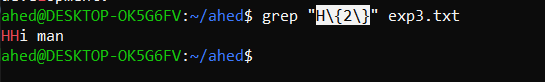 ahed@DESKTOP-OK5G6FV:~/ahed$ grep "H\{2\}" exp3.txt
HHi man
ahed@DESKTOP-OK5G6FV:~/ahed$